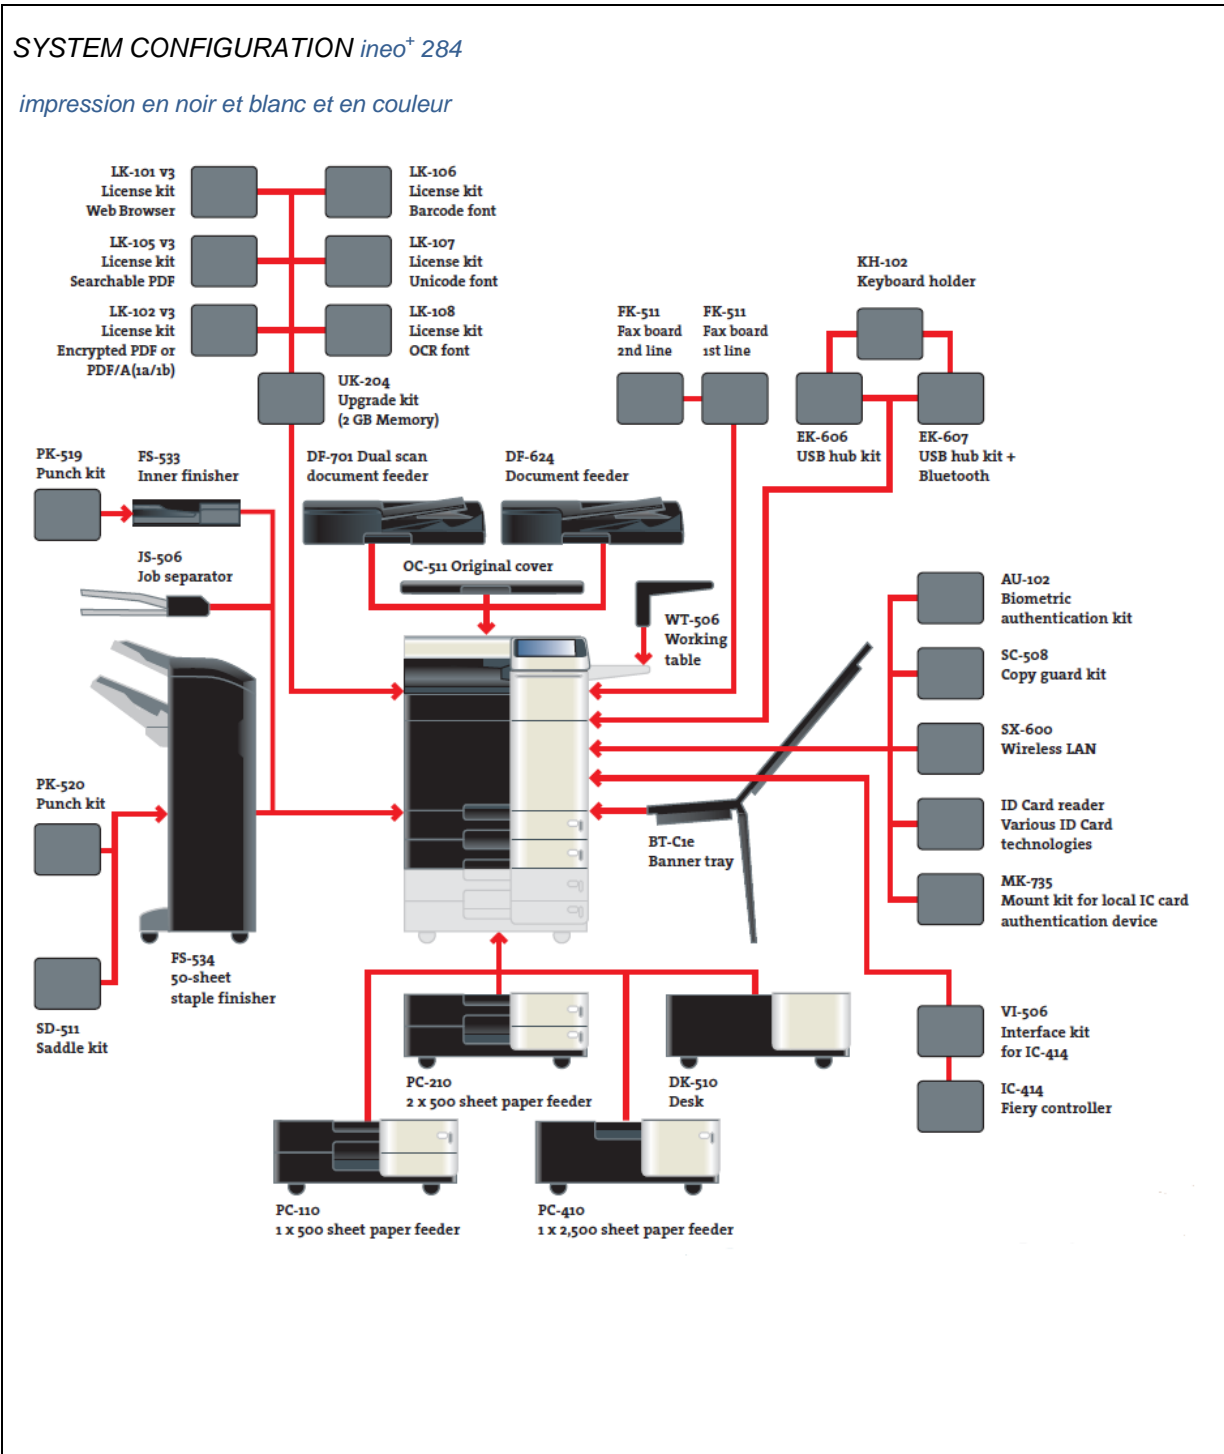 SYSTEM CONFIGURATION ineo+ 284
impression en noir et blanc et en couleur
LK-101 v3
License kit
Web Browser
LK-106
License kit
Barcode font
LK-105 v3
License kit
Searchable PDF
LK-107
License kit
Unicode font
LK-102 v3
License kit
Encrypted PDF or
PDF/A(1a/1b)
LK-108
License kit
OCR font
UK-204
Upgrade kit
(2 GB Memory)
FK-511
Fax board
2nd line
FK-511
Fax board
1st line
KH-102
Keyboard holder
EK-606
USB hub kit
EK-607
USB hub kit +
Bluetooth
PK-519
Punch kit
FS-533
Inner finisher
DF-701 Dual scan
document feeder
DF-624
Document feeder
JS-506
Job separator
OC-511 Original cover
WT-506
Working
table
AU-102
Biometric
authentication kit
SC-508
Copy guard kit
SX-600
Wireless LAN
ID Card reader
Various ID Card
technologies
MK-735
Mount kit for local IC card
authentication device
PK-520
Punch kit
BT-C1e
Banner tray
FS-534
50-sheet
staple finisher
SD-511
Saddle kit
VI-506
Interface kit
for IC-414
IC-414
Fiery controller
PC-210
2 x 500 sheet paper feeder
DK-510
Desk
PC-110
1 x 500 sheet paper feeder
PC-410
1 x 2,500 sheet paper feeder